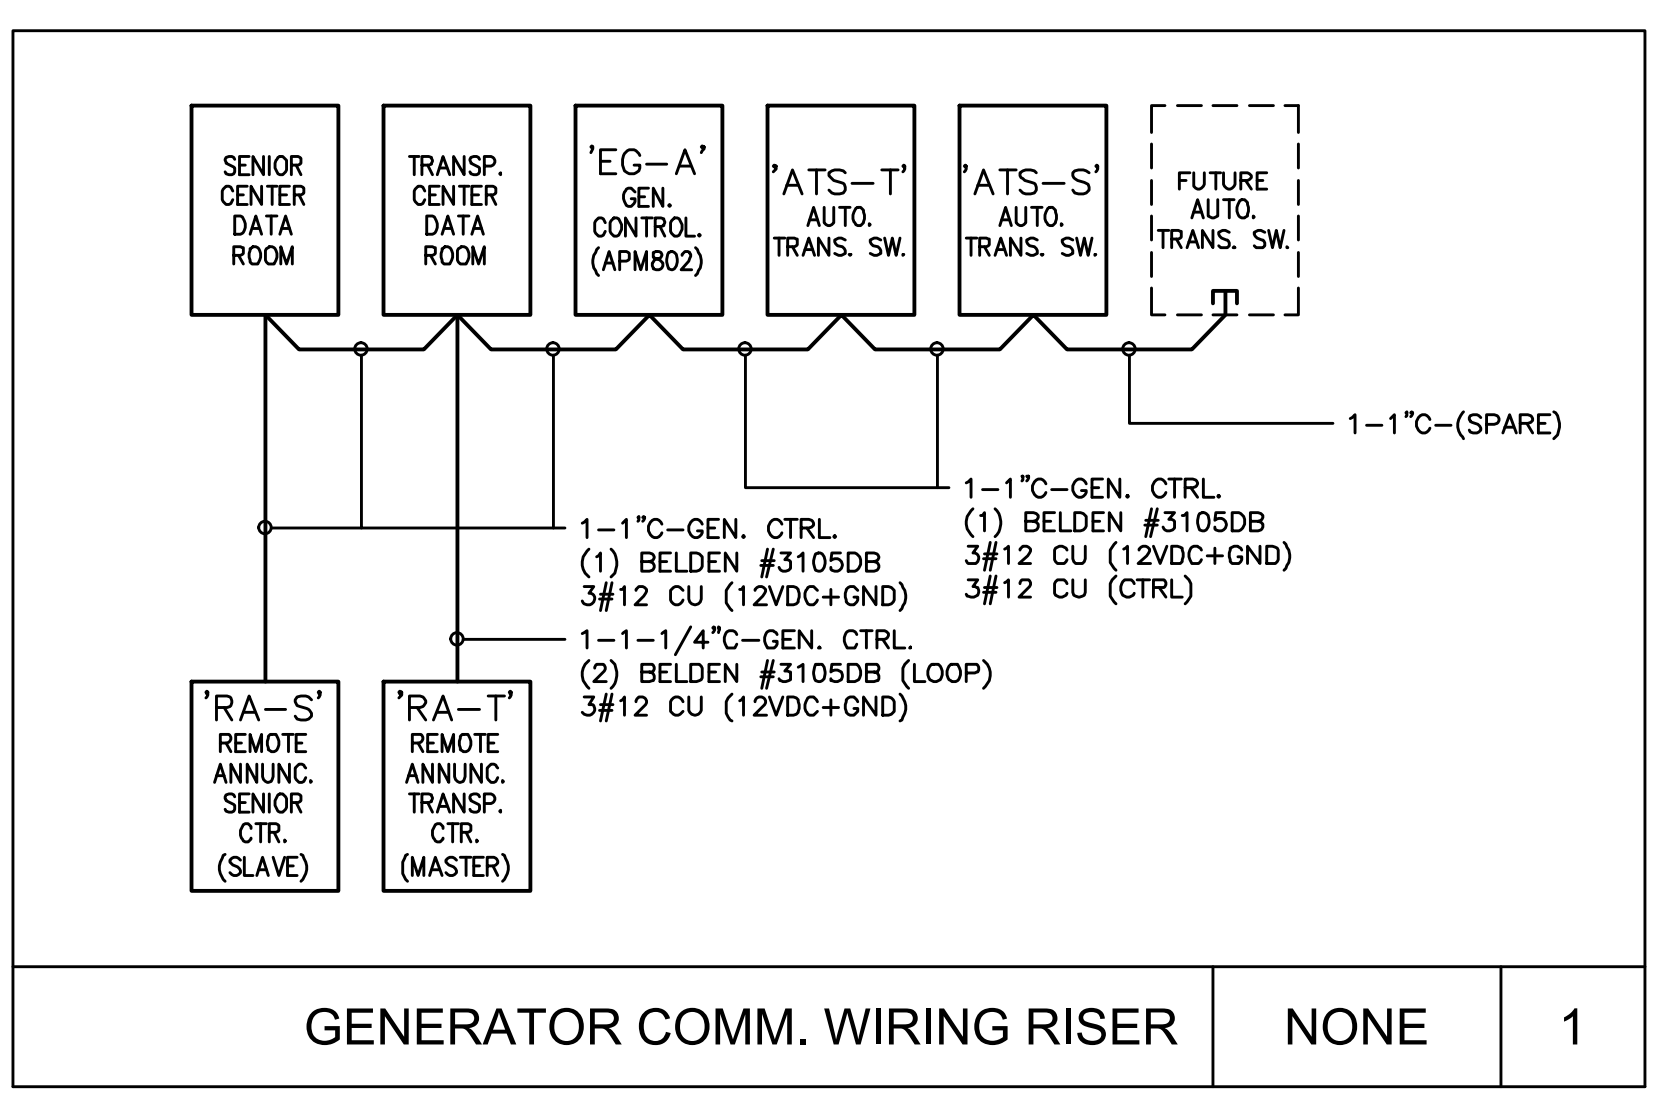 SENIOR
CENTER
DATA
ROOM
TRANSP.
CENTER
DATA
ROOM
'EG-A'
GEN.
CONTROL.
(APM802)
'ATS-T'
AUTO.
TRANS. SW.
'ATS-S'
AUTO.
TRANS. SW.
FUTURE
AUTO.
TRANS. SW.
1-1"C-(SPARE)
1-1"C-GEN. CTRL.
(1) BELDEN #3105DB
3#12 CU (12VDC+GND)
3#12 CU (CTRL)
1-1"C-GEN. CTRL.
(1) BELDEN #3105DB
3#12 CU (12VDC+GND)
1-1-1/4"C-GEN. CTRL.
(2) BELDEN #3105DB (LOOP)
3#12 CU (12VDC+GND)
'RA-S'
REMOTE
ANNUNC.
SENIOR
CTR.
(SLAVE)
'RA-T'
REMOTE
ANNUNC.
TRANSP.
CTR.
(MASTER)
GENERATOR COMM. WIRING RISER
NONE
1